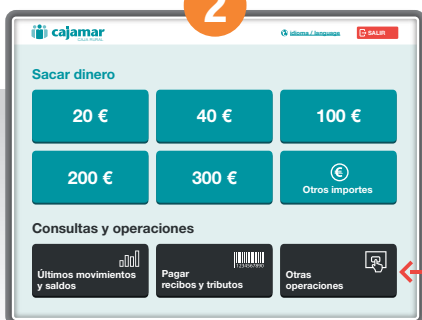 2
cajamar
CAJA RURAL
idioma / language
SALIR
Sacar dinero
20 €
40 €
100 €
200 €
300 €
Otros importes
Consultas y operaciones
Últimos movimientos
y saldos
1234567890
Pagar
recibos y tributos
Otras
operaciones